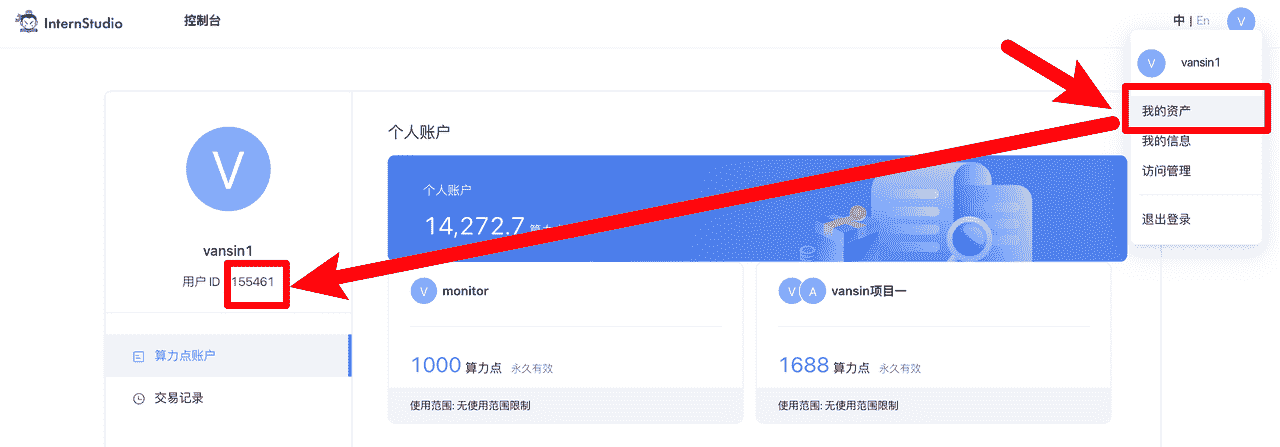 InternStudio
控制台
中 | En
V
V
vansin1
我的资产
我的信息
访问管理
退出登录
V
vansin1
用户 ID 155461
算力点账户
交易记录
个人账户
个人账户
14,272.7 算力点
V monitor
1000 算力点 永久有效
使用范围: 无使用范围限制
V A vansin项目一
1688 算力点 永久有效
使用范围: 无使用范围限制